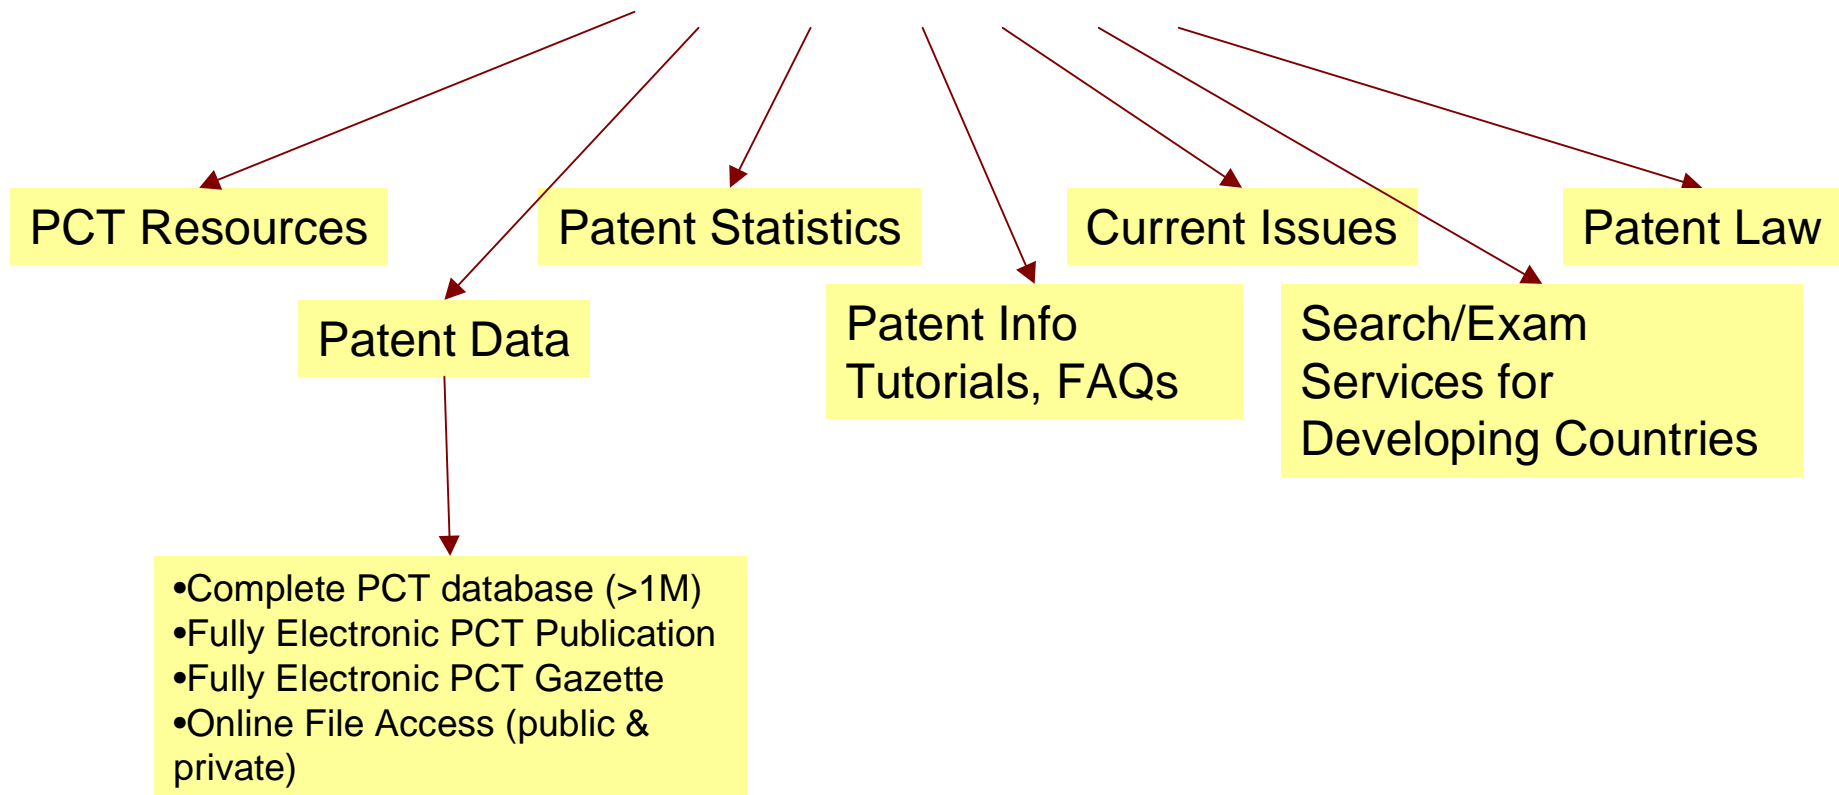 PCT Resources
Patent Statistics
Current Issues
Patent Law
Patent Data
Patent Info
Tutorials, FAQs
Search/Exam
Services for
Developing Countries
•Complete PCT database (>1M)
•Fully Electronic PCT Publication
•Fully Electronic PCT Gazette
•Online File Access (public &
private)